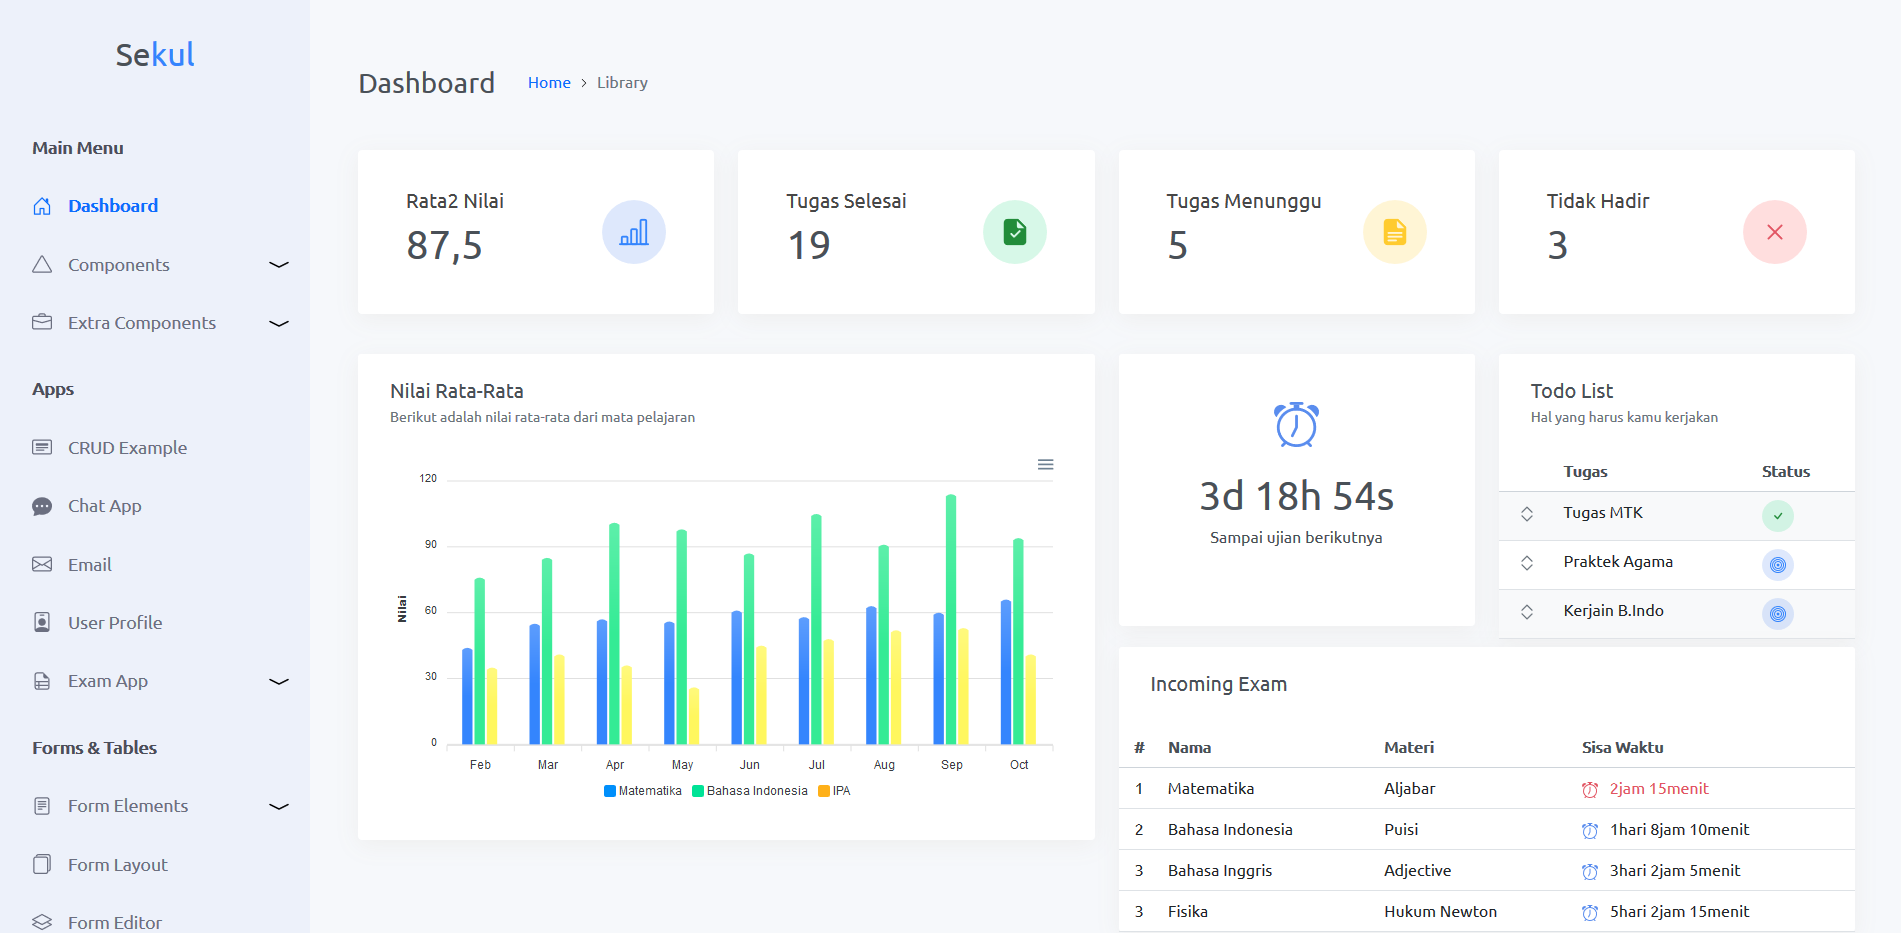 Sekul
Main Menu
Dashboard
Components
Extra Components
Apps
CRUD Example
Chat App
Email
User Profile
Exam App
Forms & Tables
Form Elements
Form Layout
Form Editor
Dashboard
Home > Library
Rata2 Nilai
87,5
Tugas Selesai
19
Tugas Menunggu
5
Tidak Hadir
3
Nilai Rata-Rata
Berikut adalah nilai rata-rata dari mata pelajaran
120
90
60
30
0
Nilai
Feb Mar Apr May Jun Jul Aug Sep Oct
Matematika Bahasa Indonesia IPA
3d 18h 54s
Sampai ujian berikutnya
Todo List
Hal yang harus kamu kerjakan
Tugas Status
Tugas MTK
Praktek Agama
Kerjain B.Indo
Incoming Exam
# Nama Materi Sisa Waktu
1 Matematika Aljabar 2jam 15menit
2 Bahasa Indonesia Puisi 1hari 8jam 10menit
3 Bahasa Inggris Adjective 3hari 2jam 5menit
3 Fisika Hukum Newton 5hari 2jam 15menit